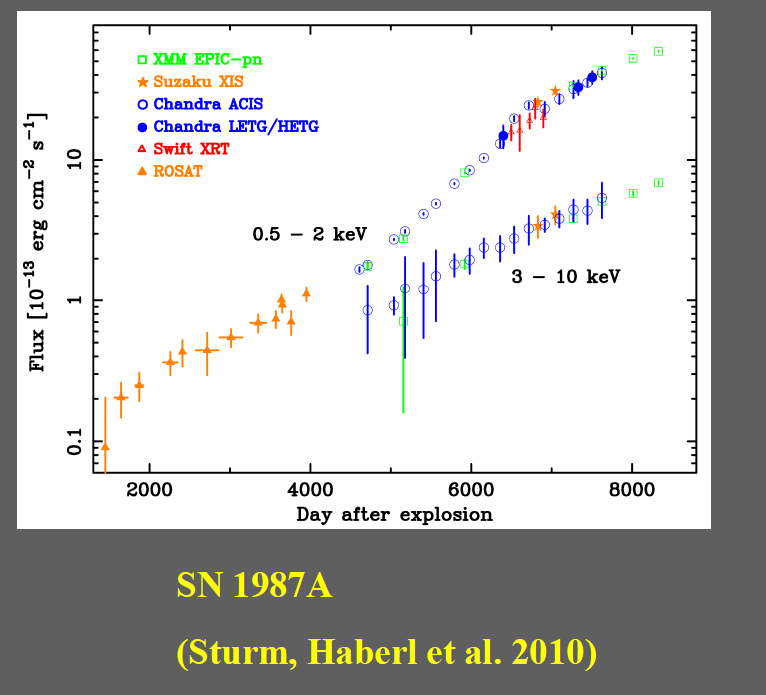 XMM EPIC-pn
Suzaku XIS
Chandra ACIS
Chandra LETG/HETG
Swift XRT
ROSAT
Flux [10⁻¹³ erg cm⁻² s⁻¹]
10
1
0.1
0.5 - 2 keV
3 - 10 keV
2000 4000 6000 8000
Day after explosion
SN 1987A
(Sturm, Haberl et al. 2010)